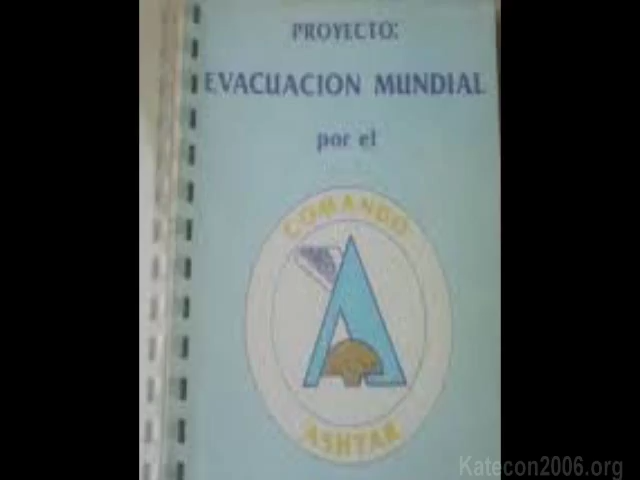 PROYECTO:
EVACUACION MUNDIAL
por el
COMANDO
ASHTAR
Katecon2006.org